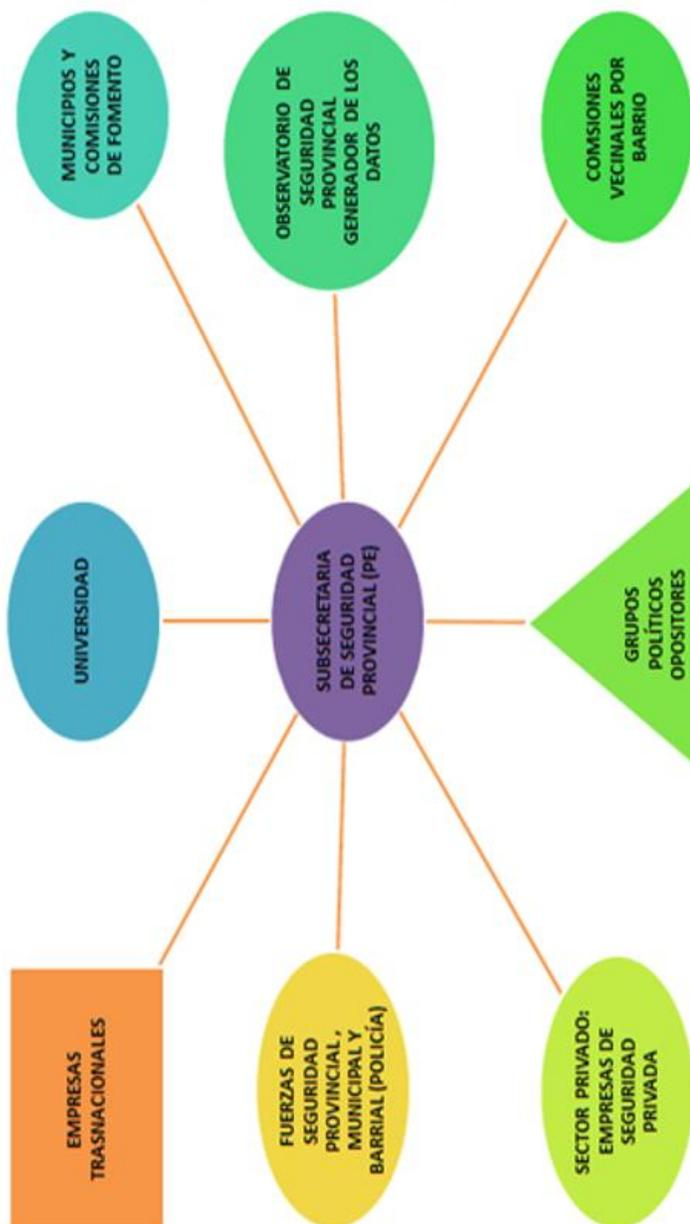 EMPRESAS
TRASNACIONALES
UNIVERSIDAD
MUNICIPIOS Y
COMISIONES
DE FOMENTO
FUERZAS DE
SEGURIDAD
PROVINCIAL ,
MUNICIPAL Y
BARRIAL (POLICÍA)
SUBSECRETARIA
DE SEGURIDAD
PROVINCIAL (PE)
OBSERVATORIO DE
SEGURIDAD
PROVINCIAL
GENERADOR DE LOS
DATOS
SECTOR PRIVADO:
EMPRESAS DE
SEGURIDAD
PRIVADA
GRUPOS
POLÍTICOS
OPOSITORES
COMSIONES
VECINALES POR
BARRIO